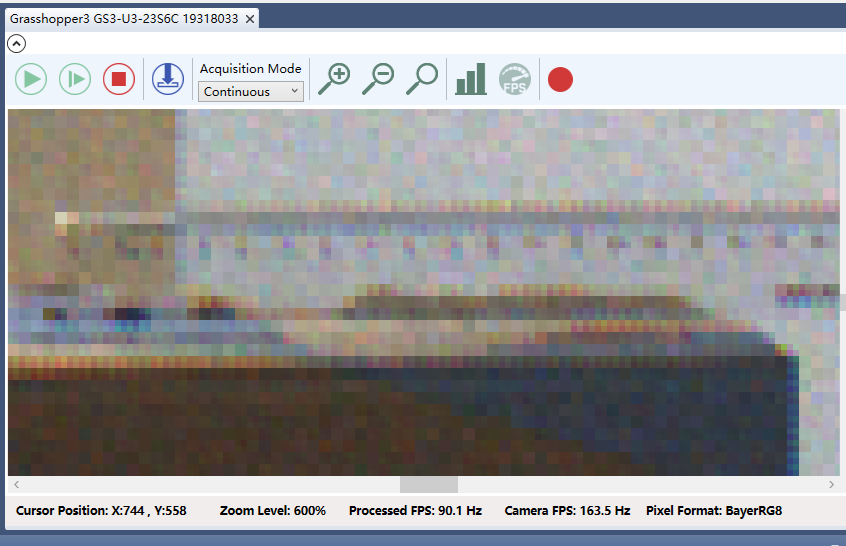 Grasshopper3 GS3-U3-23S6C 19318033
Acquisition Mode
Continuous
FPS
Cursor Position: X:744 , Y:558 Zoom Level: 600% Processed FPS: 90.1 Hz Camera FPS: 163.5 Hz Pixel Format: BayerRG8